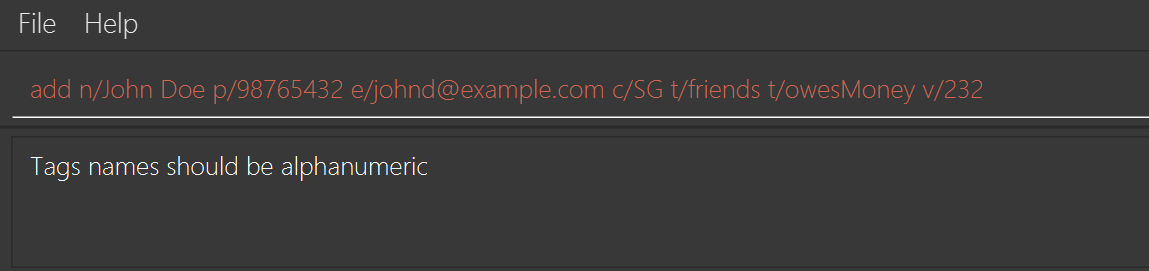 File Help
add n/John Doe p/98765432 e/johnd@example.com c/SG t/friends t/owesMoney v/232
Tags names should be alphanumeric